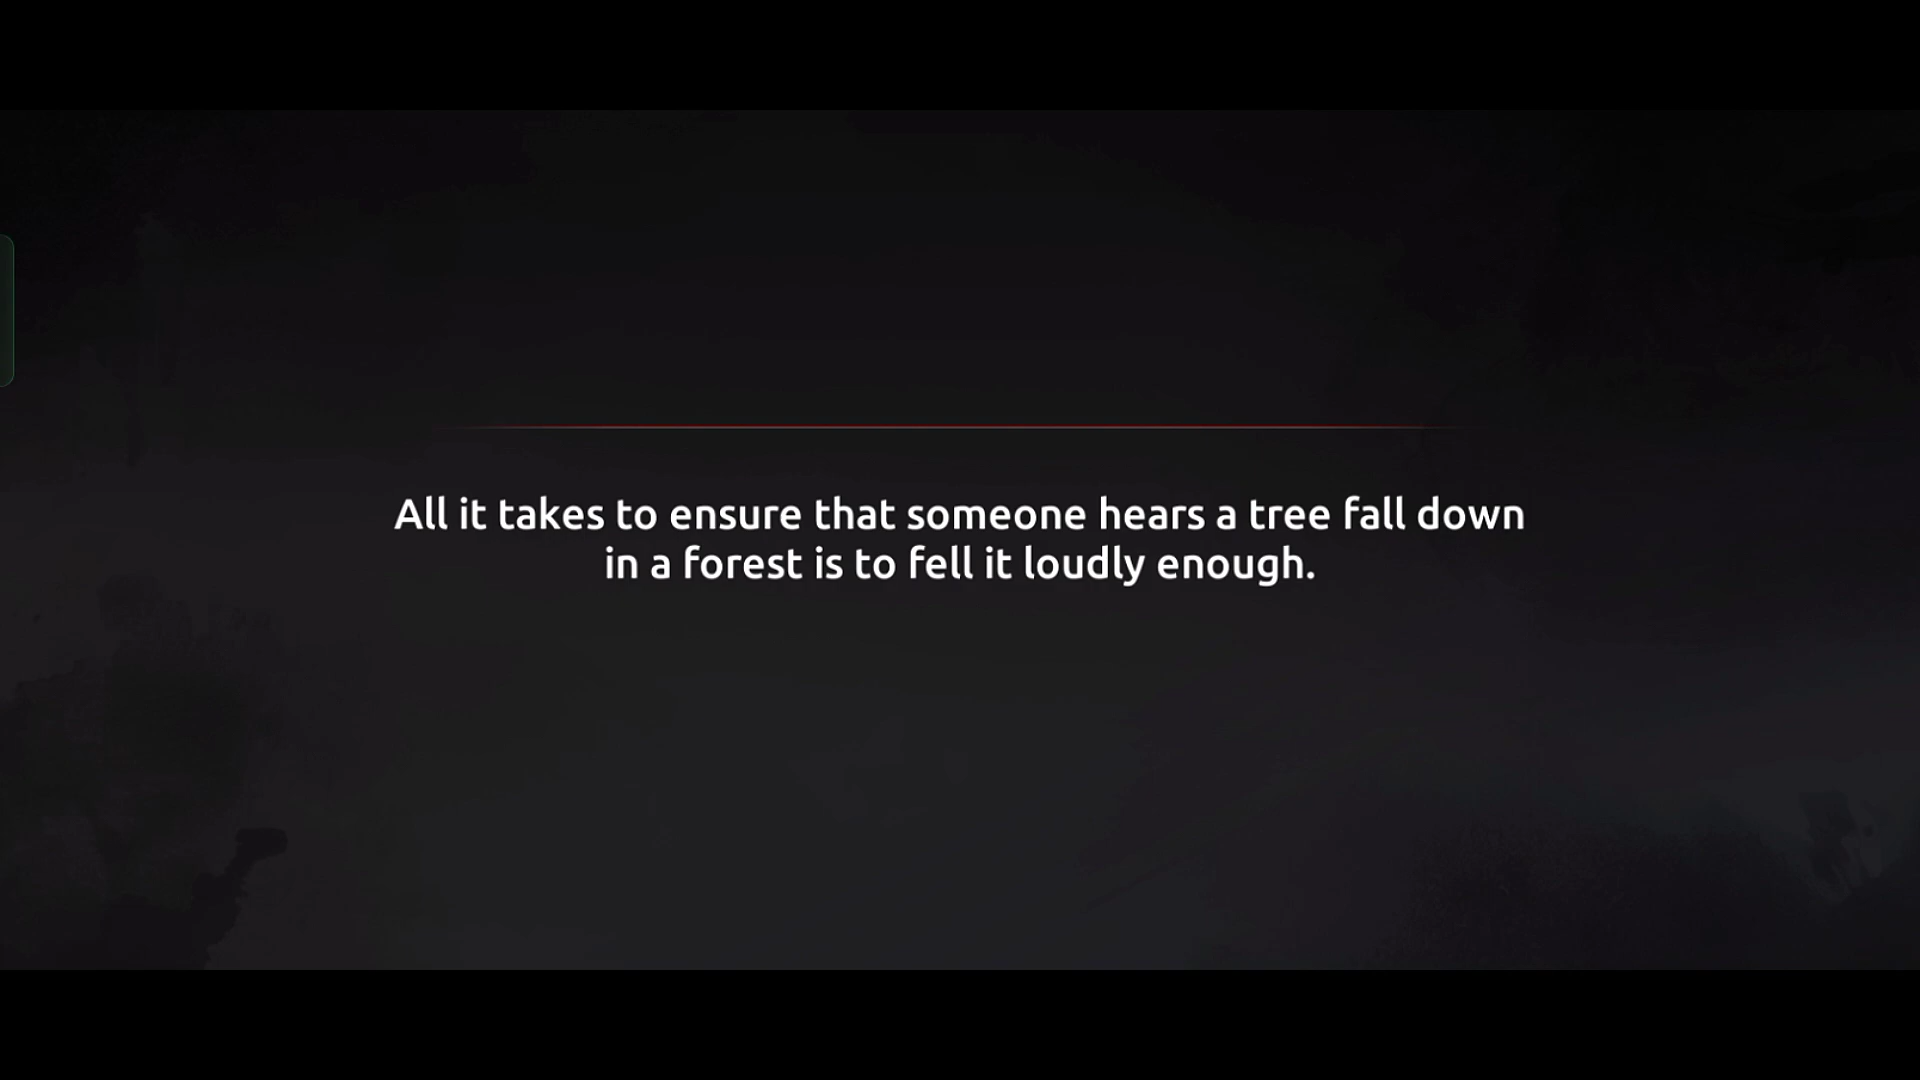 All it takes to ensure that someone hears a tree fall down
in a forest is to fell it loudly enough.